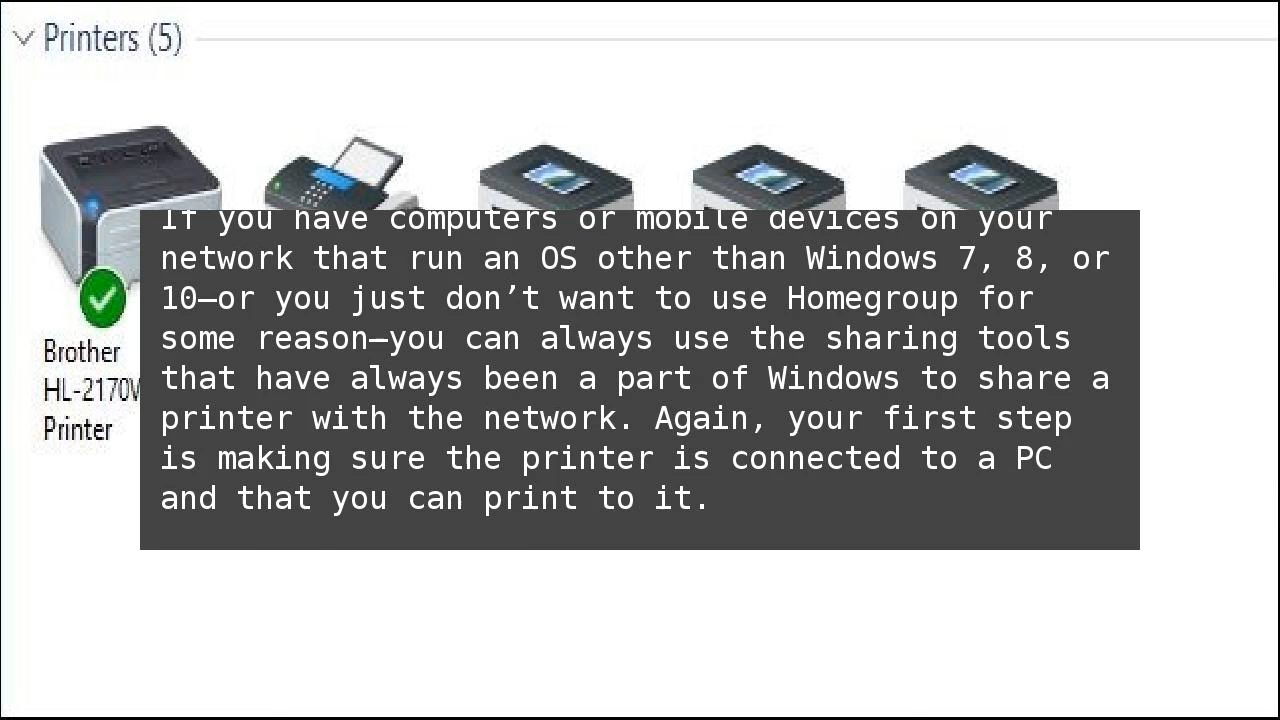 Printers (5)
If you have computers or mobile devices on your
network that run an OS other than Windows 7, 8, or
10—or you just don’t want to use Homegroup for
some reason—you can always use the sharing tools
that have always been a part of Windows to share a
printer with the network. Again, your first step
is making sure the printer is connected to a PC
and that you can print to it.
Brother
HL-2170W
Printer